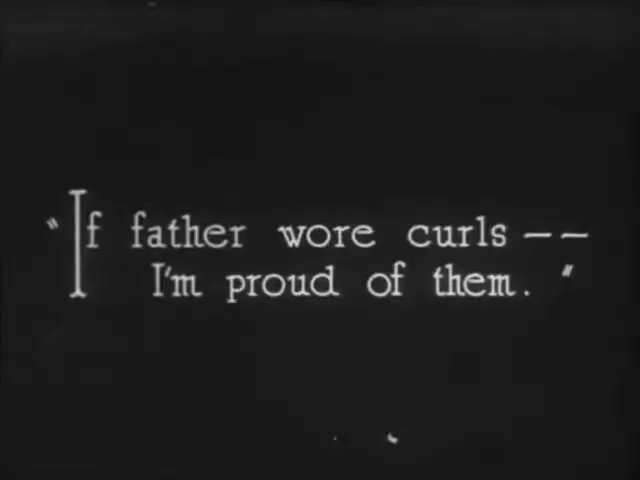 "If father wore curls --
I'm proud of them."